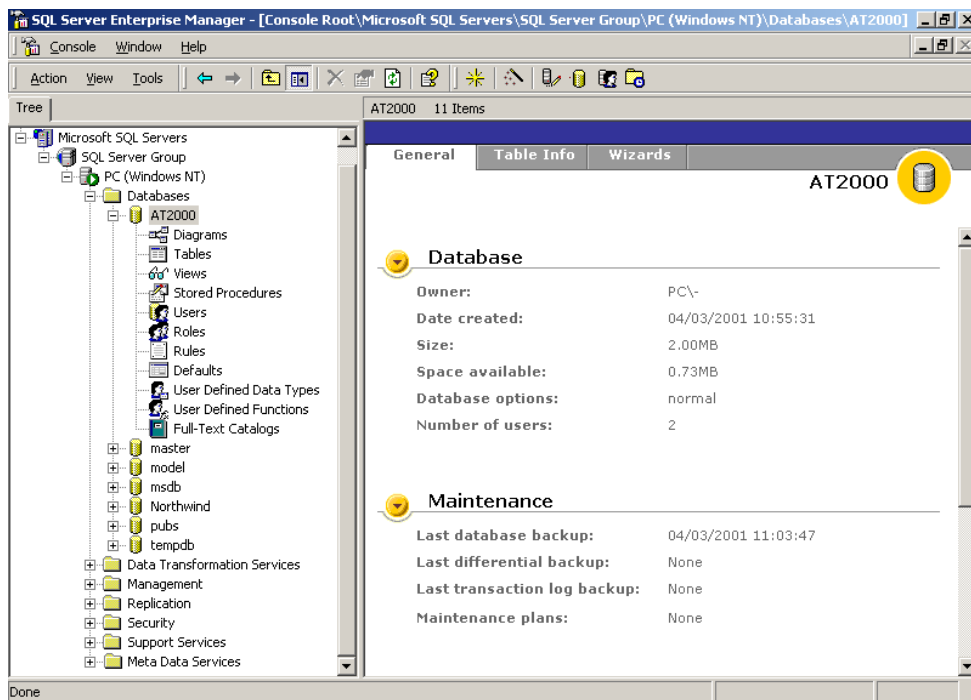 SQL Server Enterprise Manager - [Console Root\Microsoft SQL Servers\SQL Server Group\PC (Windows NT)\Databases\AT2000]
Console Window Help
Action View Tools
Tree
AT2000 11 Items
Microsoft SQL Servers
SQL Server Group
PC (Windows NT)
Databases
AT2000
Diagrams
Tables
Views
Stored Procedures
Users
Roles
Rules
Defaults
User Defined Data Types
User Defined Functions
Full-Text Catalogs
master
model
msdb
Northwind
pubs
tempdb
Data Transformation Services
Management
Replication
Security
Support Services
Meta Data Services
General Table Info Wizards
AT2000
Database
Owner: PC\-
Date created: 04/03/2001 10:55:31
Size: 2.00MB
Space available: 0.73MB
Database options: normal
Number of users: 2
Maintenance
Last database backup: 04/03/2001 11:03:47
Last differential backup: None
Last transaction log backup: None
Maintenance plans: None
Done